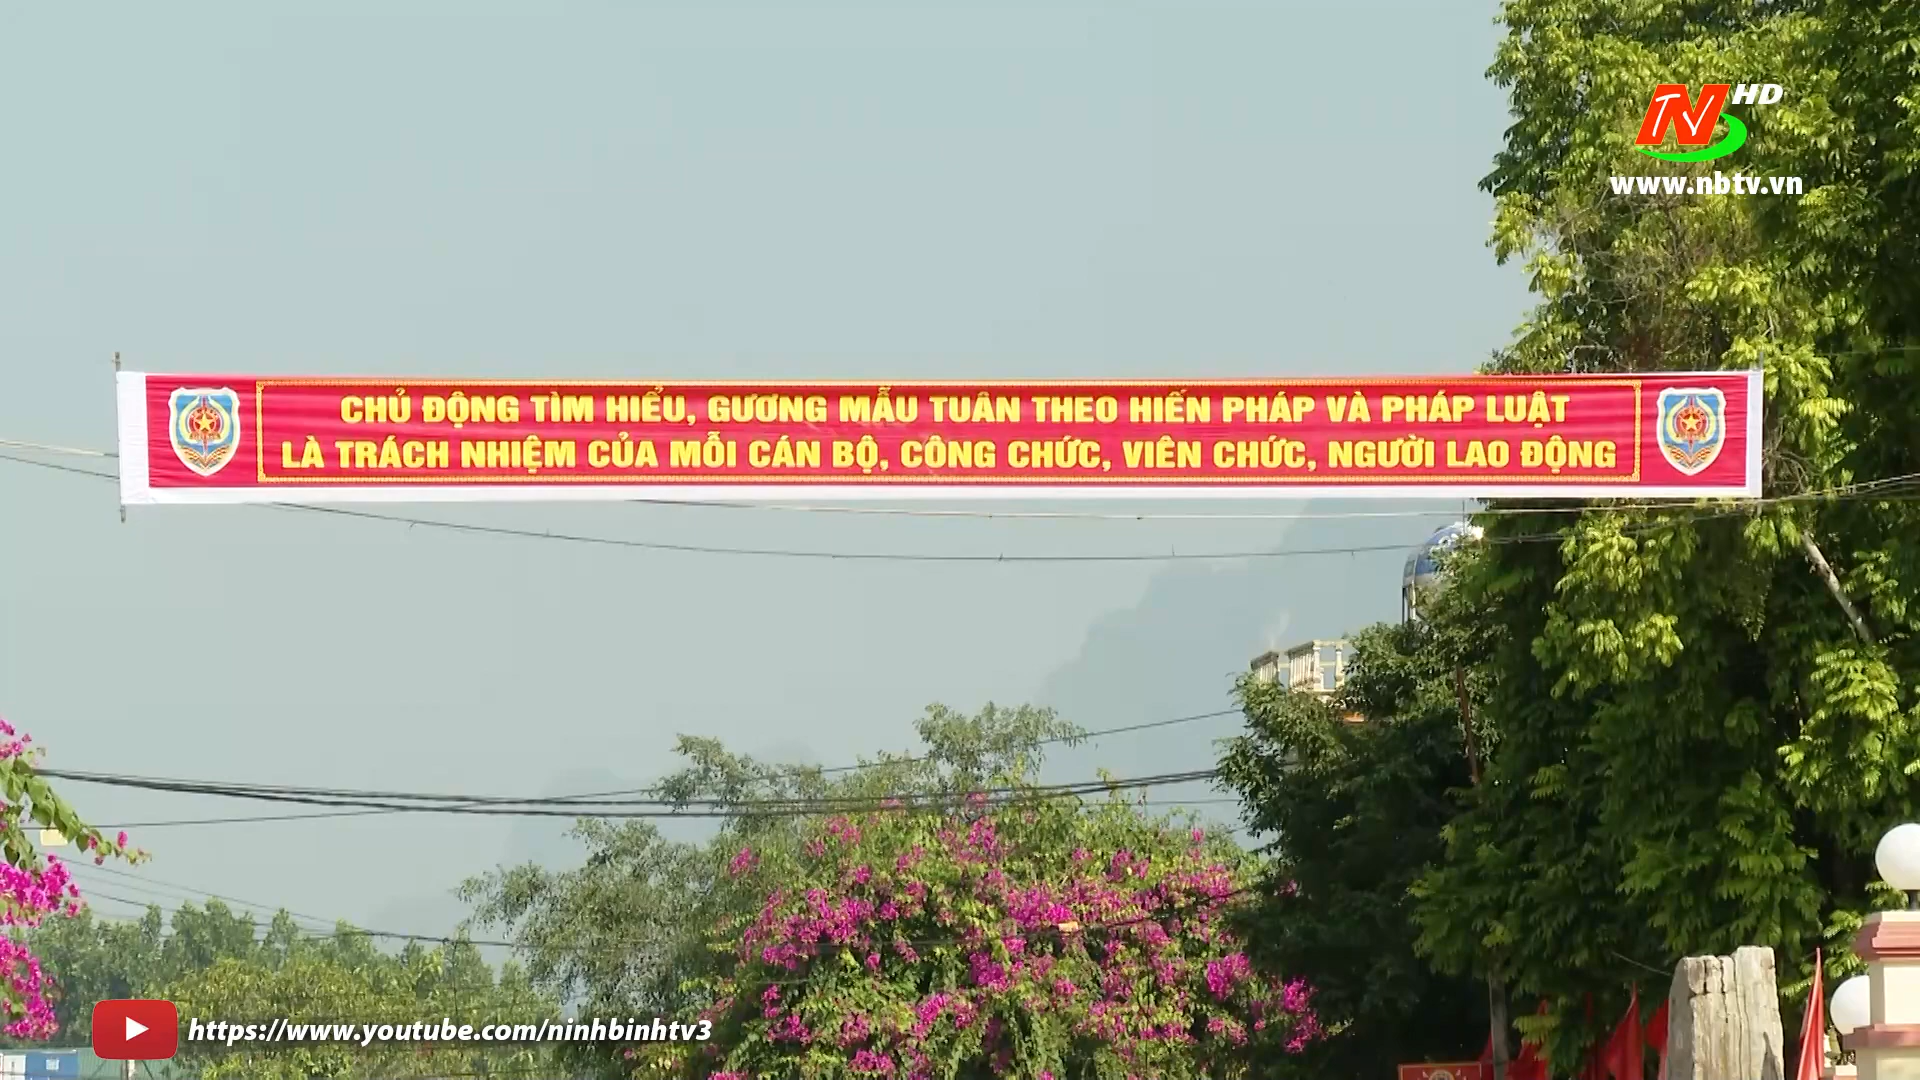 HD
www.nbtv.vn
CHỦ ĐỘNG TÌM HIỂU, GƯƠNG MẪU TUÂN THEO HIẾN PHÁP VÀ PHÁP LUẬT
LÀ TRÁCH NHIỆM CỦA MỖI CÁN BỘ, CÔNG CHỨC, VIÊN CHỨC, NGƯỜI LAO ĐỘNG
https://www.youtube.com/ninhbinhtv3